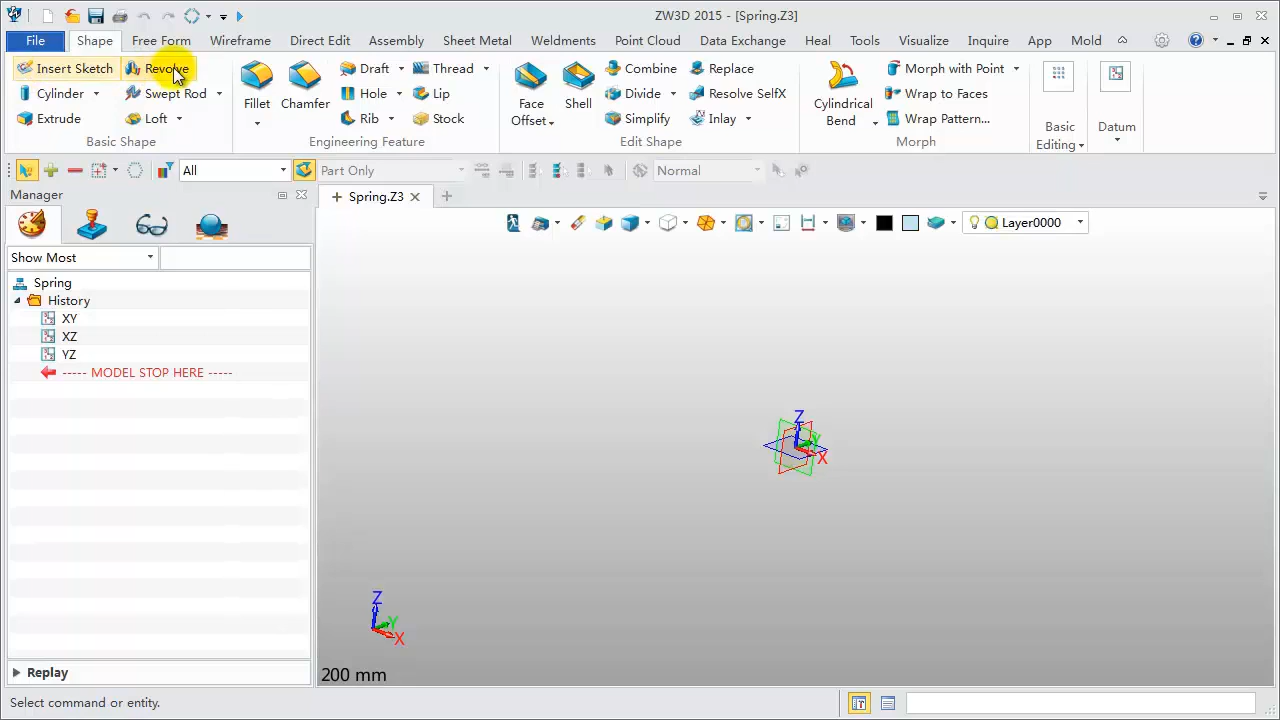 ZW3D 2015 - [Spring.Z3]
File Shape Free Form Wireframe Direct Edit Assembly Sheet Metal Weldments Point Cloud Data Exchange Heal Tools Visualize Inquire App Mold
Insert Sketch Revolve Draft Thread Combine Replace Morph with Point
Cylinder Swept Rod Fillet Chamfer Hole Lip Face Offset Shell Divide Resolve SelfX Cylindrical Bend Wrap to Faces
Extrude Loft Rib Stock Simplify Inlay Wrap Pattern... Basic Editing Datum
Basic Shape Engineering Feature Edit Shape Morph
All Part Only Normal
Manager Spring.Z3
Layer0000
Show Most
Spring
History
XY
XZ
YZ
----- MODEL STOP HERE -----
Z
Y
X
Z
Y
X
Replay 200 mm
Select command or entity.